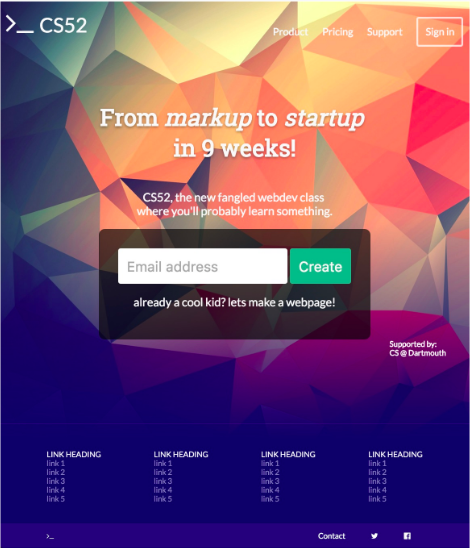 >_ CS52
Product Pricing Support Sign in
From markup to startup
in 9 weeks!
CS52, the new fangled webdev class
where you'll probably learn something.
Email address Create
already a cool kid? lets make a webpage!
Supported by:
CS @ Dartmouth
LINK HEADING LINK HEADING LINK HEADING LINK HEADING
link 1 link 1 link 1 link 1
link 2 link 2 link 2 link 2
link 3 link 3 link 3 link 3
link 4 link 4 link 4 link 4
link 5 link 5 link 5 link 5
>_ Contact